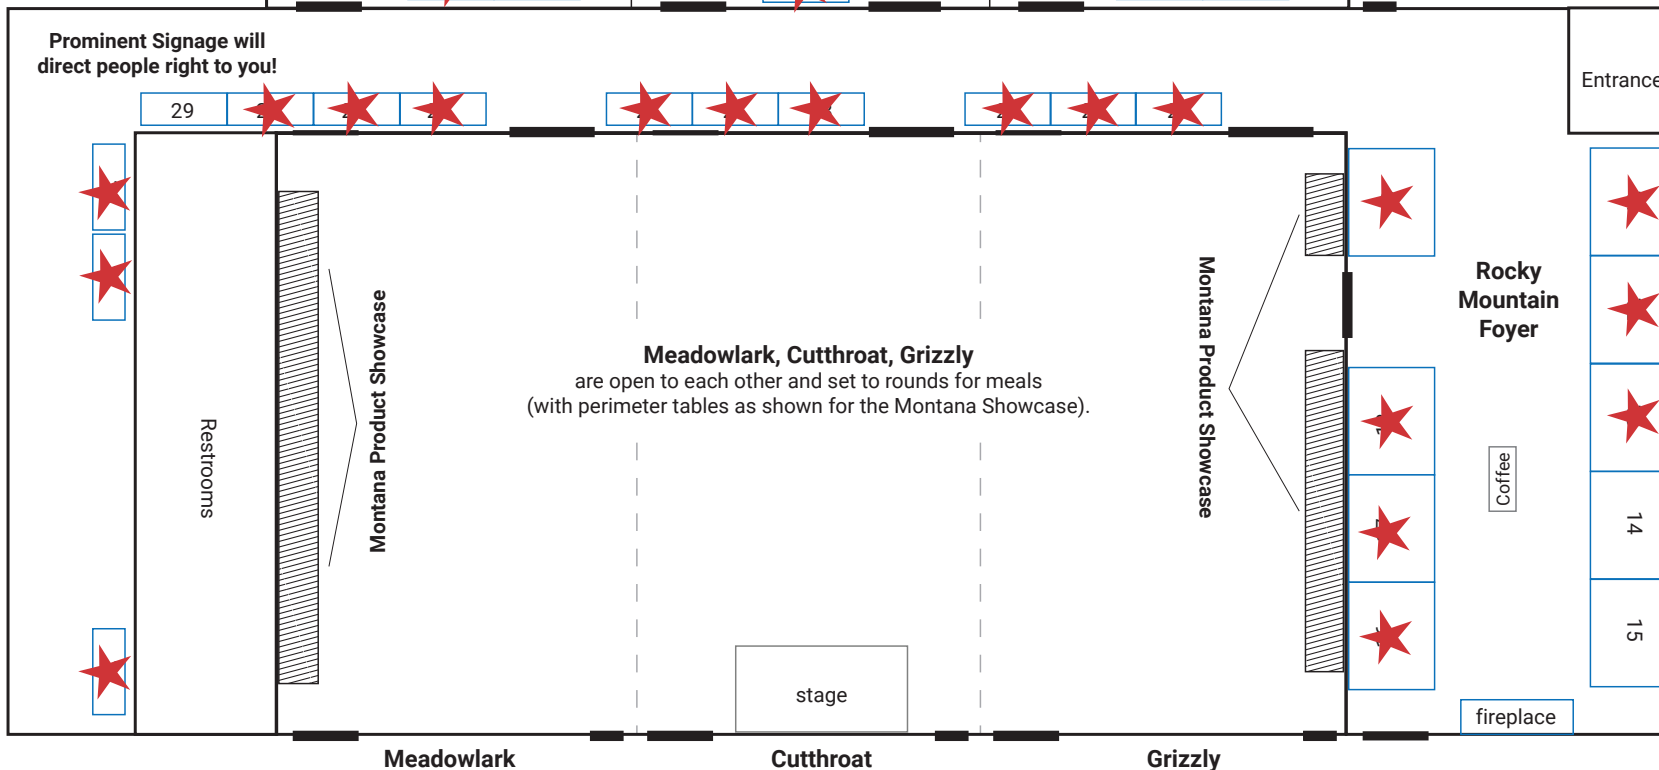 Prominent Signage will
direct people right to you!
Entrance
29
Rocky
Mountain
Foyer
Montana Product Showcase
Montana Product Showcase
Meadowlark, Cutthroat, Grizzly
are open to each other and set to rounds for meals
(with perimeter tables as shown for the Montana Showcase).
Restrooms
Coffee
14
15
stage
fireplace
Meadowlark
Cutthroat
Grizzly